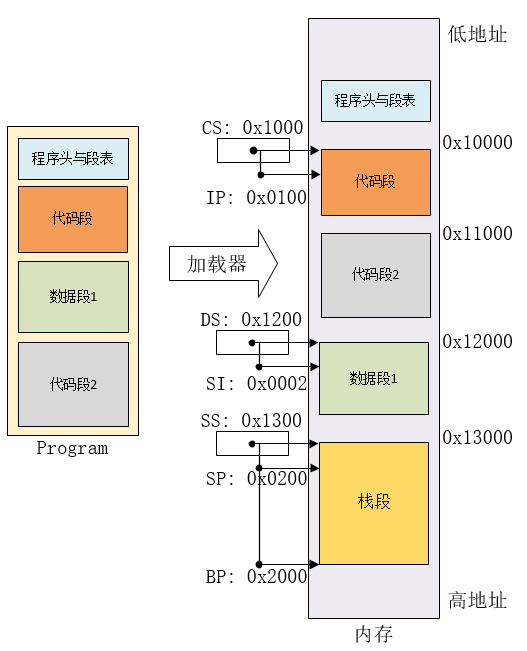 程序头与段表
代码段
数据段1
代码段2
Program
加载器
CS: 0x1000
IP: 0x0100
DS: 0x1200
SI: 0x0002
SS: 0x1300
SP: 0x0200
BP: 0x2000
低地址
程序头与段表
0x10000
代码段
0x11000
代码段2
0x12000
数据段1
0x13000
栈段
高地址
内存